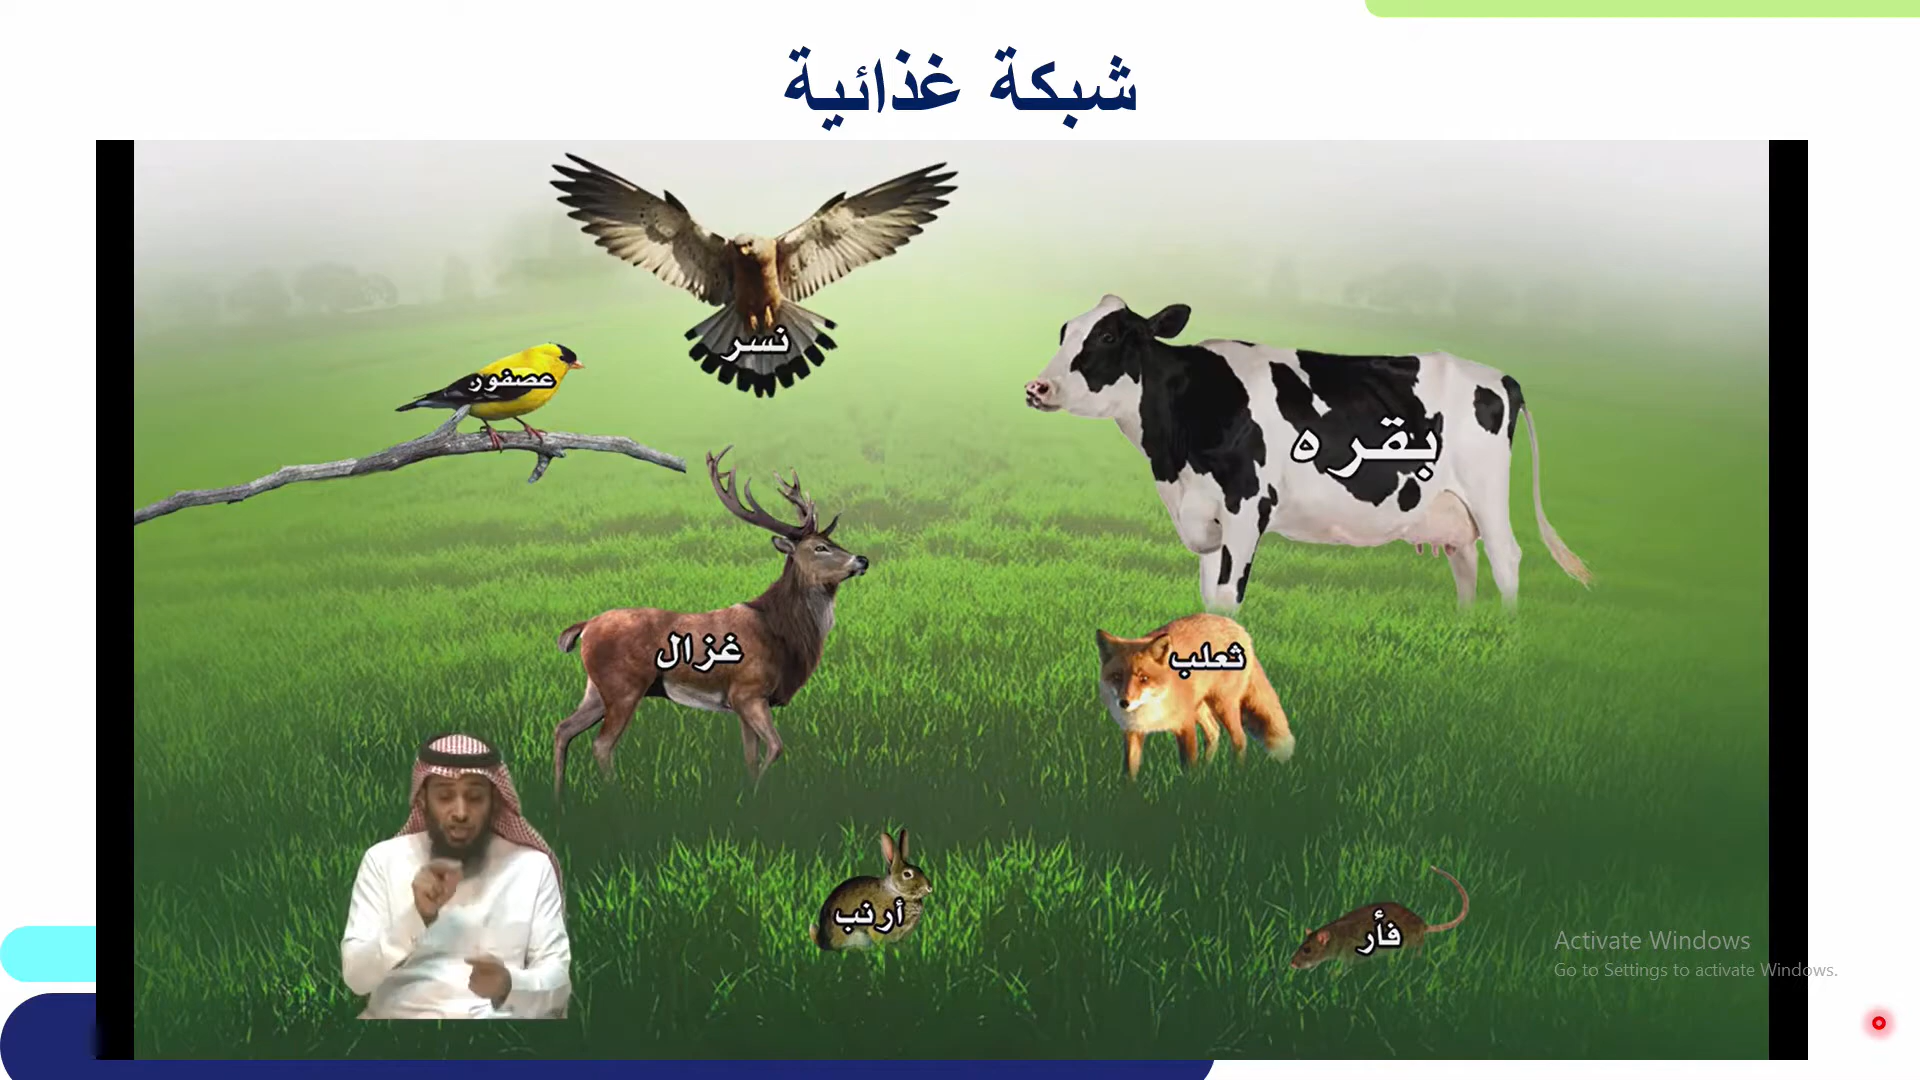 شبكة غذائية
نسر
عصفور
بقره
غزال
ثعلب
أرنب
فأر
Activate Windows
Go to Settings to activate Windows.